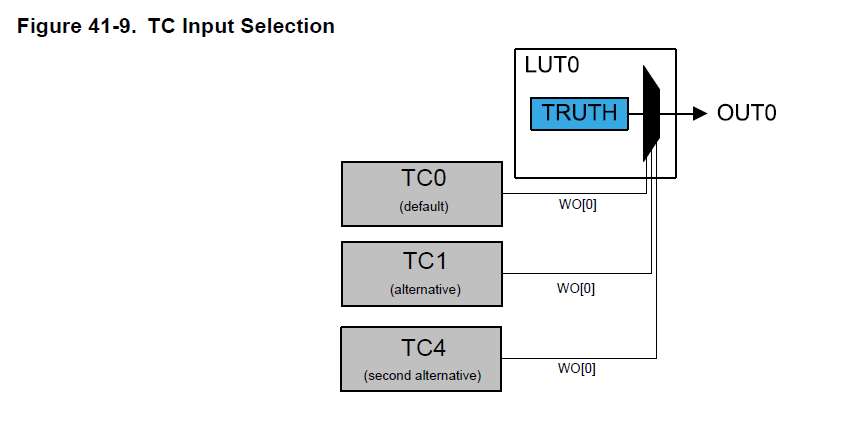 Figure 41-9. TC Input Selection
LUT0
TRUTH
OUT0
TC0
(default)
WO[0]
TC1
(alternative)
WO[0]
TC4
(second alternative)
WO[0]